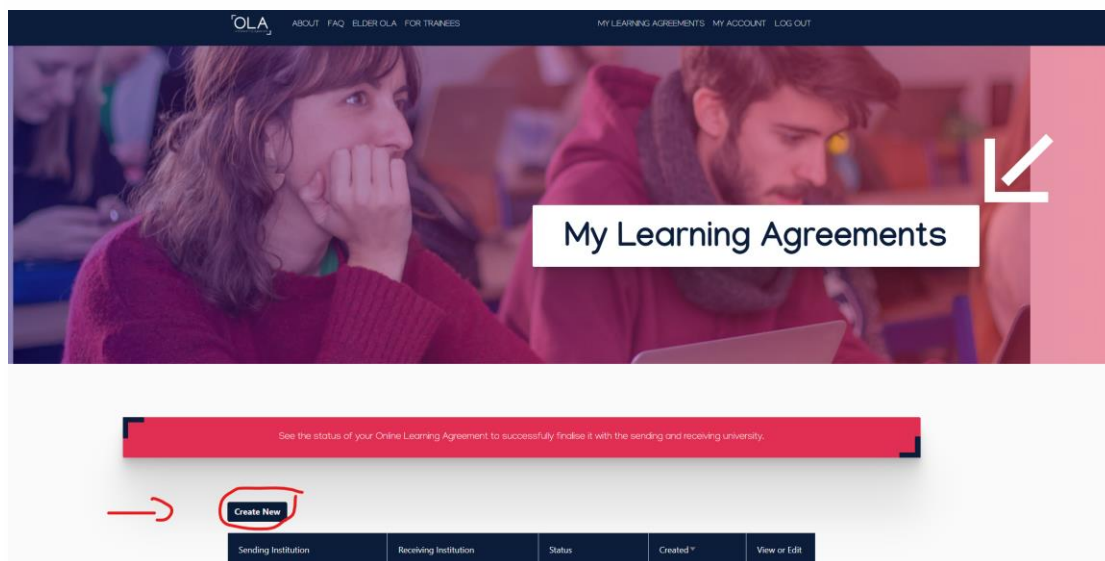 OLA
ABOUT FAQ ELDER OLA FOR TRAINEES MY LEARNING AGREEMENTS MY ACCOUNT LOG OUT
My Learning Agreements
See the status of your Online Learning Agreement to successfully finalise it with the sending and receiving university.
Create New
Sending Institution Receiving Institution Status Created View or Edit